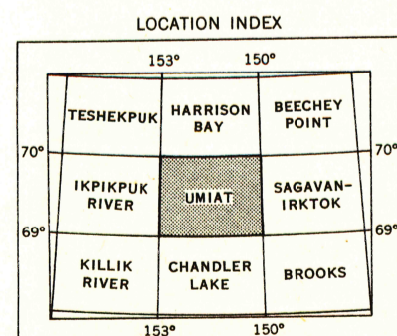 LOCATION INDEX
153° 150°
TESHEKPUK HARRISON BAY BEECHEY POINT
70° 70°
IKPIKPUK RIVER UMIAT SAGAVAN-IRKTOK
69° 69°
KILLIK RIVER CHANDLER LAKE BROOKS
153° 150°